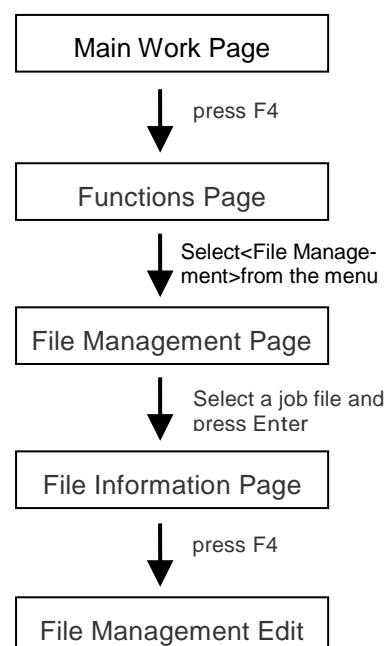 Main Work Page
press F4
Functions Page
Select<File Manage-
ment>from the menu
File Management Page
Select a job file and
press Enter
File Information Page
press F4
File Management Edit